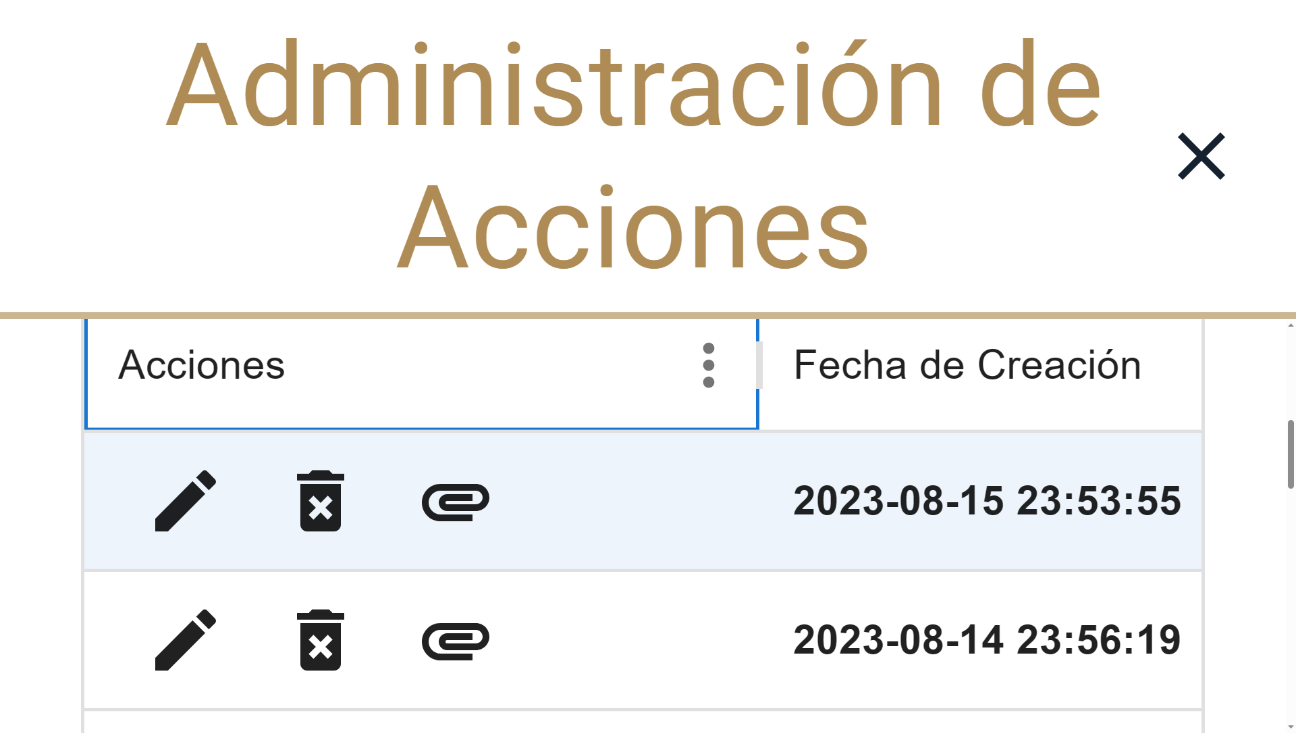 Administración de
Acciones
Acciones Fecha de Creación
2023-08-15 23:53:55
2023-08-14 23:56:19